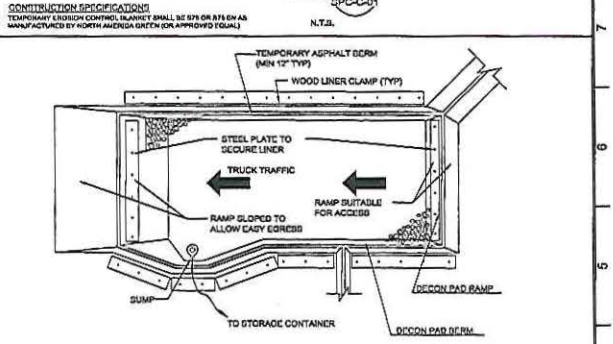 CONSTRUCTION SPECIFICATIONS
TEMPORARY EROSION CONTROL BLANKET SHALL BE S75 OR S75 BN AS
MANUFACTURED BY NORTH AMERICA GREEN (OR APPROVED EQUAL)
SPC-C-01
N.T.S.
7
TEMPORARY ASPHALT BERM
(MIN 12" TYP)
WOOD LINER CLAMP (TYP)
STEEL PLATE TO
SECURE LINER
6
TRUCK TRAFFIC
RAMP SUITABLE
FOR ACCESS
RAMP SLOPED TO
ALLOW EASY EGRESS
5
DECON PAD RAMP
SUMP
TO STORAGE CONTAINER
DECON PAD BERM